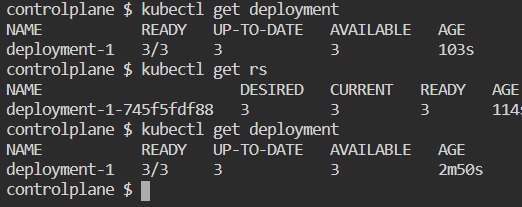 controlplane $ kubectl get deployment
NAME READY UP-TO-DATE AVAILABLE AGE
deployment-1 3/3 3 3 103s
controlplane $ kubectl get rs
NAME DESIRED CURRENT READY AGE
deployment-1-745f5fdf88 3 3 3 114s
controlplane $ kubectl get deployment
NAME READY UP-TO-DATE AVAILABLE AGE
deployment-1 3/3 3 3 2m50s
controlplane $